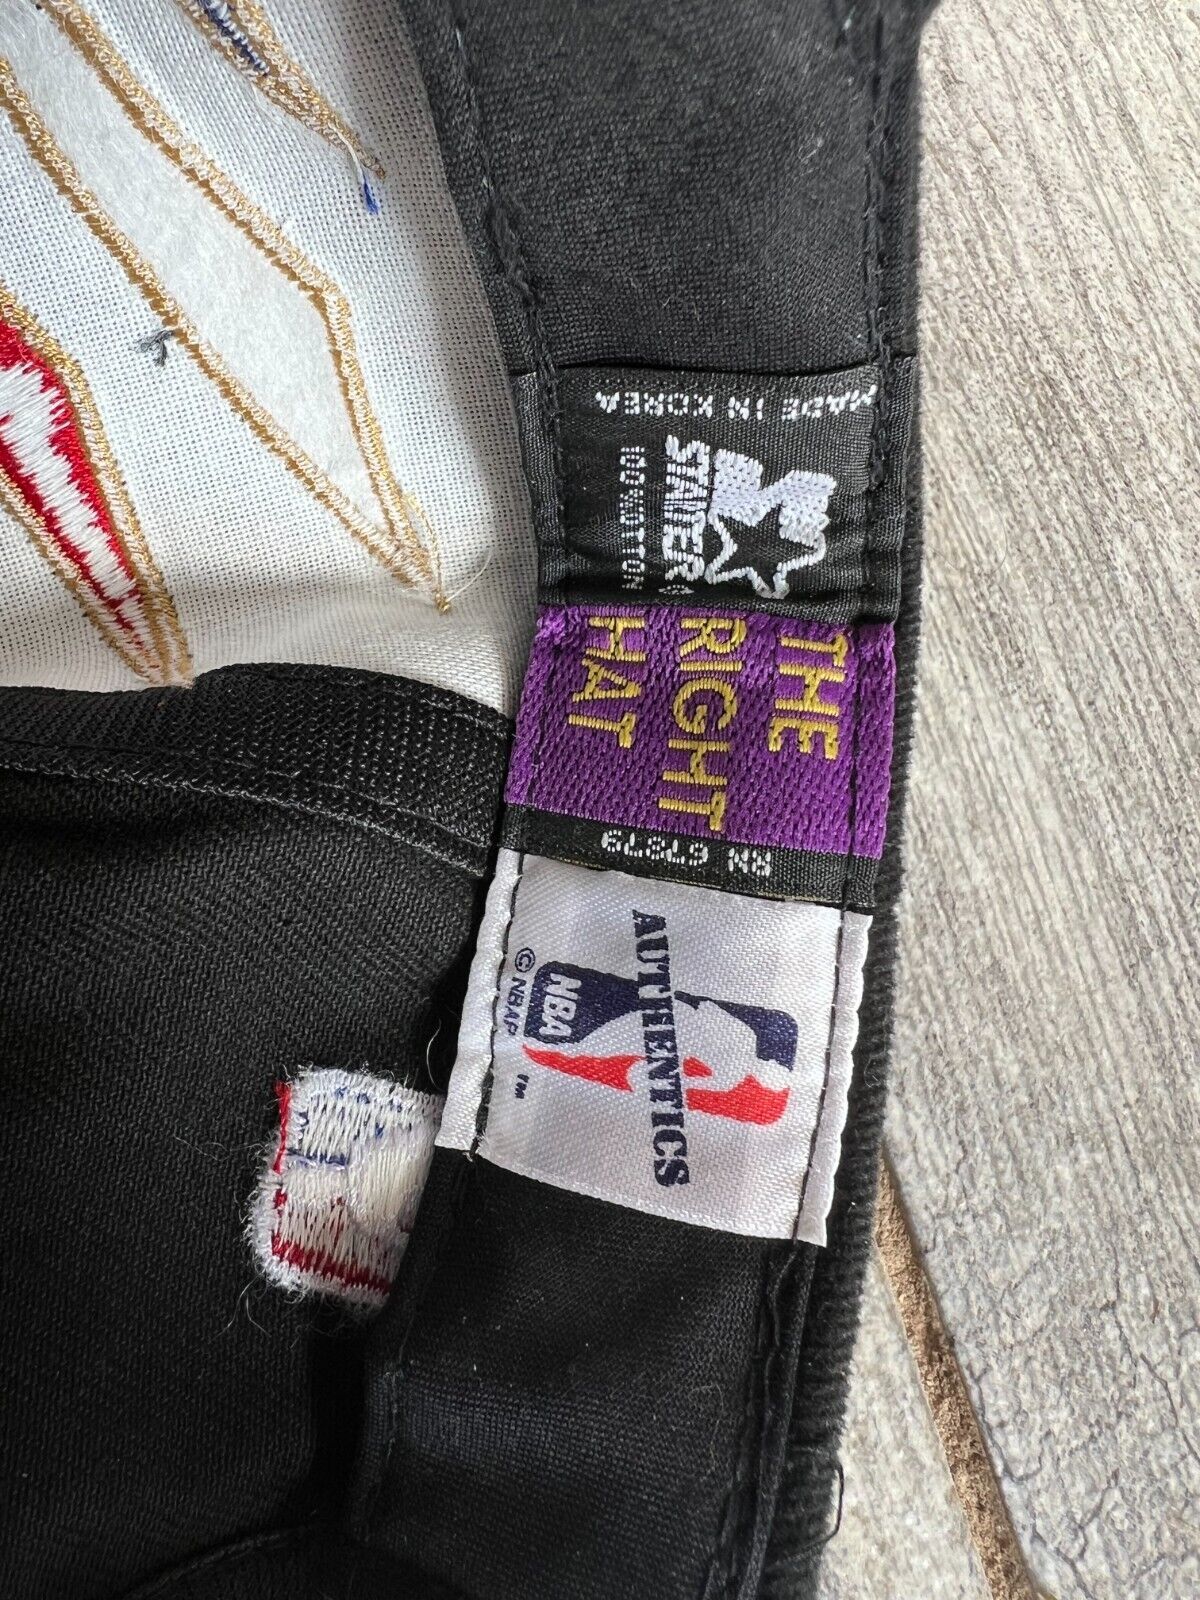 MADE IN KOREA
STARTER®
100% COTTON
THE
RIGHT
HAT
RN 67879
AUTHENTICS
NBA
© NBAP
TM